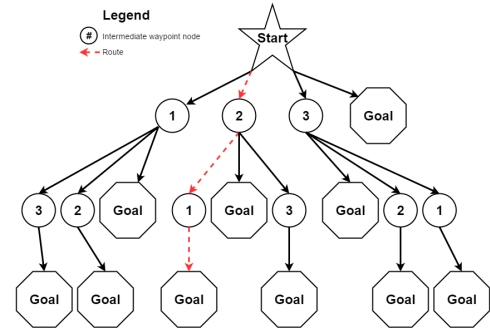 Legend
# Intermediate waypoint node
Route
Start
1 2 3 Goal
3 2 Goal 1 Goal 3 Goal 2 1
Goal Goal Goal Goal Goal Goal